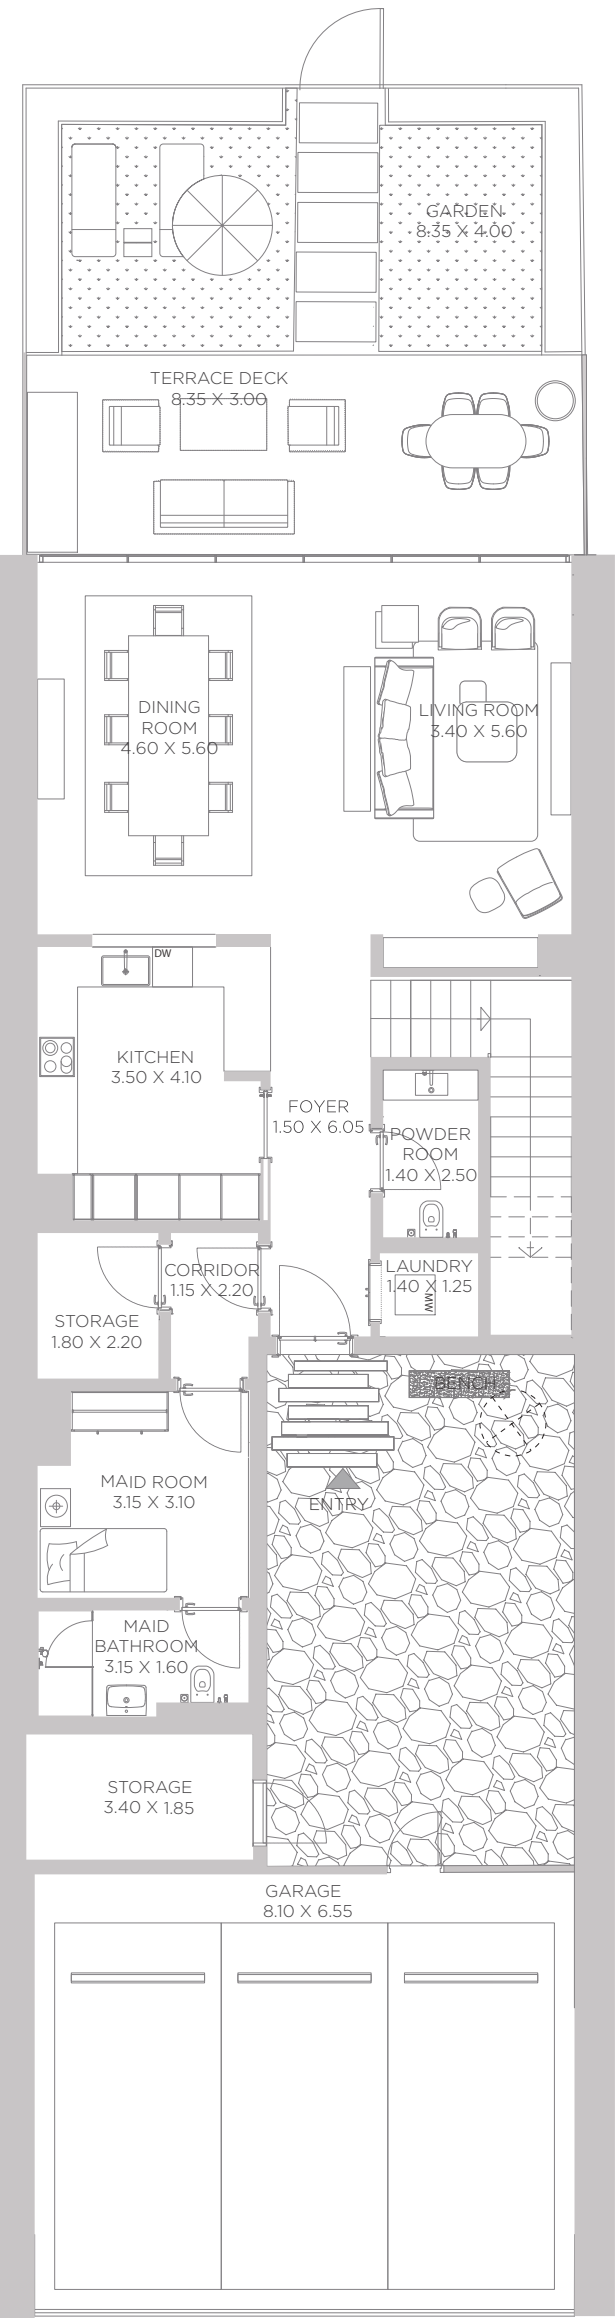 GARDEN
8.35 X 4.00
TERRACE DECK
8.35 X 3.00
DINING
ROOM
4.60 X 5.60
LIVING ROOM
3.40 X 5.60
DW
KITCHEN
3.50 X 4.10
FOYER
1.50 X 6.05
POWDER
ROOM
1.40 X 2.50
CORRIDOR
1.15 X 2.20
LAUNDRY
1.40 X 1.25
MW
STORAGE
1.80 X 2.20
BENCH
MAID ROOM
3.15 X 3.10
ENTRY
MAID
BATHROOM
3.15 X 1.60
STORAGE
3.40 X 1.85
GARAGE
8.10 X 6.55